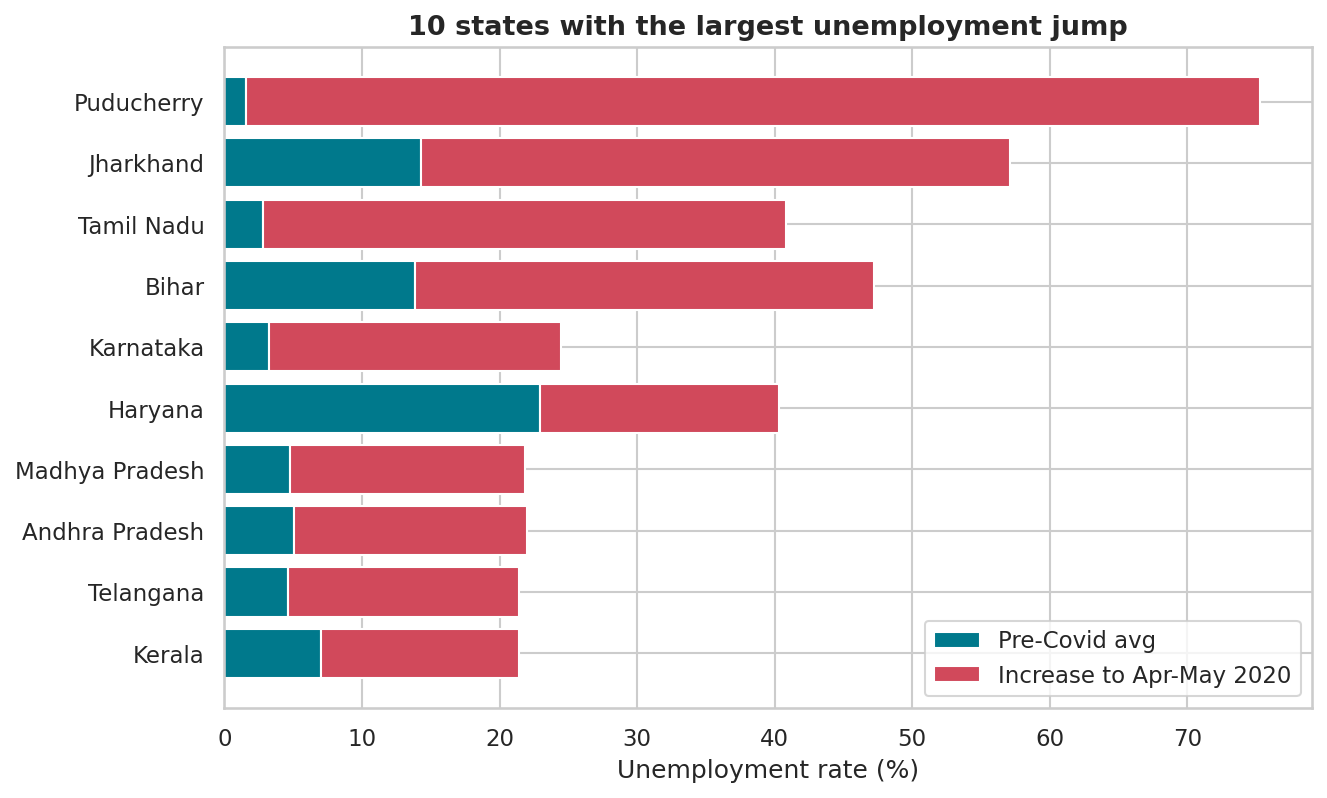 10 states with the largest unemployment jump
Puducherry
Jharkhand
Tamil Nadu
Bihar
Karnataka
Haryana
Madhya Pradesh
Andhra Pradesh
Telangana
Kerala
Pre-Covid avg
Increase to Apr-May 2020
0 10 20 30 40 50 60 70
Unemployment rate (%)